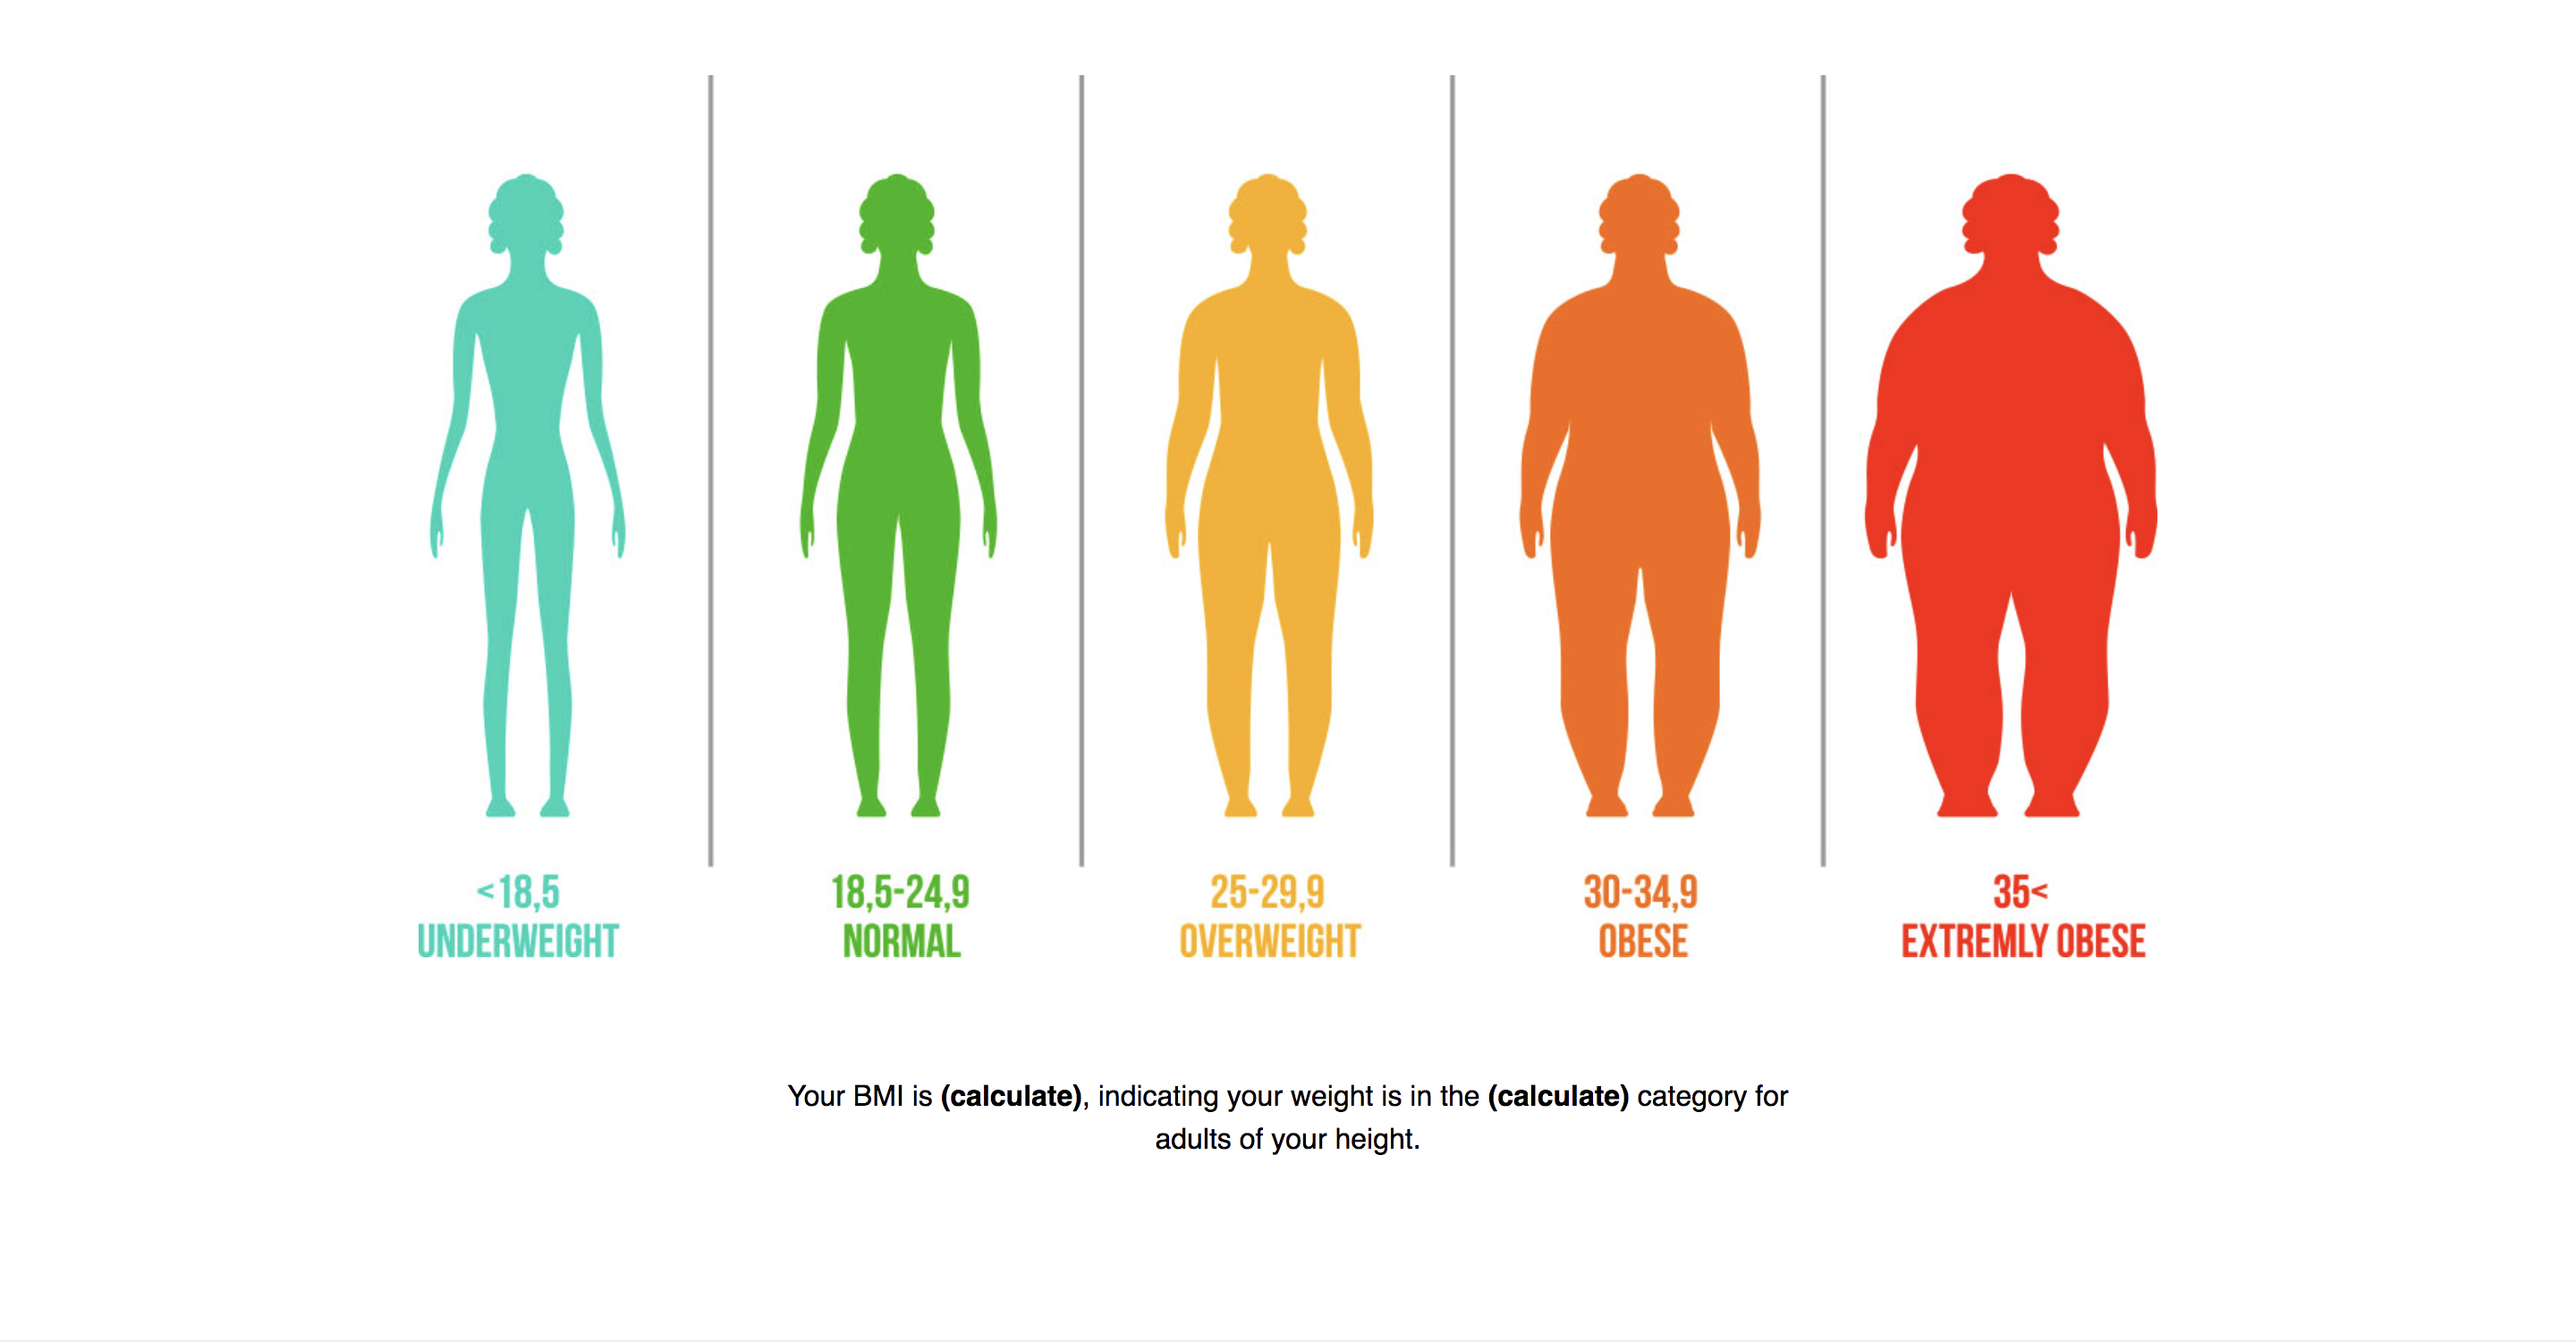 <18,5
UNDERWEIGHT
18,5-24,9
NORMAL
25-29,9
OVERWEIGHT
30-34,9
OBESE
35<
EXTREMLY OBESE
Your BMI is (calculate), indicating your weight is in the (calculate) category for
adults of your height.